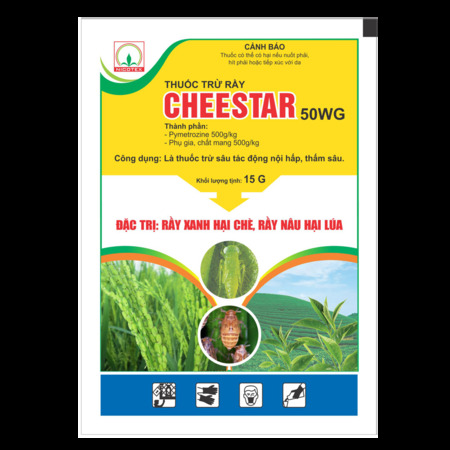 NICOTEX
CẢNH BÁO
Thuốc có thể có hại nếu nuốt phải,
hít phải hoặc tiếp xúc với da
THUỐC TRỪ RẦY
CHEESTAR 50WG
Thành phần:
- Pymetrozine 500g/kg
- Phụ gia, chất mang 500g/kg
Công dụng: Là thuốc trừ sâu tác động nội hấp, thấm sâu.
Khối lượng tịnh: 15 G
ĐẶC TRỊ: RẦY XANH HẠI CHÈ, RẦY NÂU HẠI LÚA